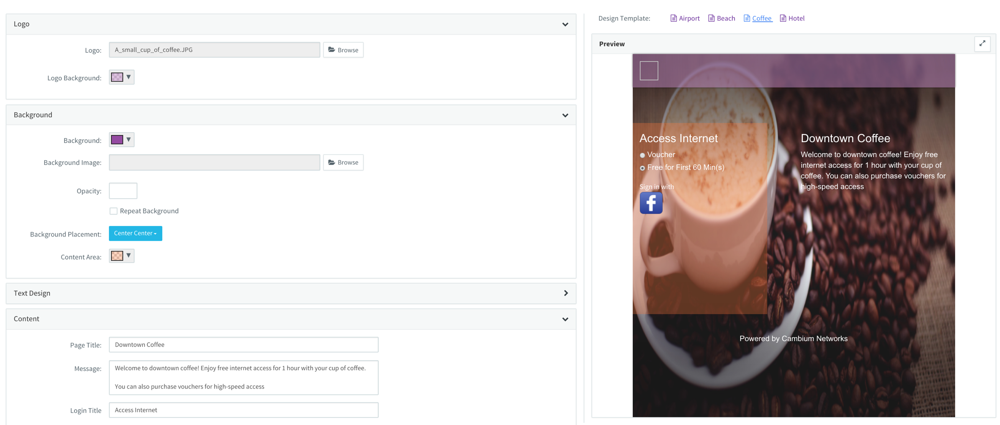 Logo
Logo:
A_small_cup_of_coffee.JPG
Browse
Logo Background:
Background
Background:
Background Image:
Browse
Opacity:
Repeat Background
Background Placement:
Center Center
Content Area:
Text Design
Content
Page Title:
Downtown Coffee
Message:
Welcome to downtown coffee! Enjoy free internet access for 1 hour with your cup of coffee.
You can also purchase vouchers for high-speed access
Login Title
Access Internet
Design Template:
Airport
Beach
Coffee
Hotel
Preview
Access Internet
Voucher
Free for First 60 Min(s)
Sign in with
f
Downtown Coffee
Welcome to downtown coffee! Enjoy free
internet access for 1 hour with your cup of
coffee. You can also purchase vouchers for
high-speed access
Powered by Cambium Networks